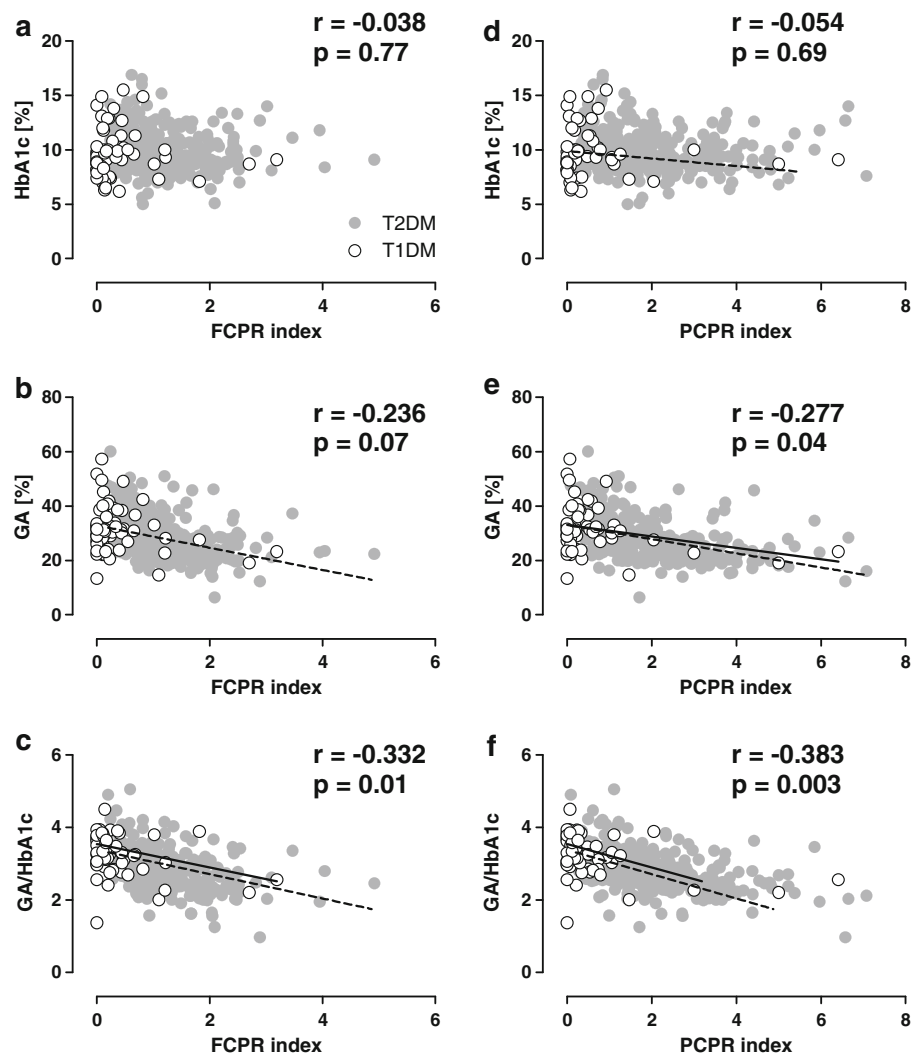 a
r = -0.038
p = 0.77
20
15
10
5
0
HbA1c [%]
T2DM
T1DM
0 2 4 6
FCPR index
d
r = -0.054
p = 0.69
20
15
10
5
0
HbA1c [%]
0 2 4 6 8
PCPR index
b
r = -0.236
p = 0.07
80
60
40
20
0
GA [%]
0 2 4 6
FCPR index
e
r = -0.277
p = 0.04
80
60
40
20
0
GA [%]
0 2 4 6 8
PCPR index
c
r = -0.332
p = 0.01
6
4
2
0
GA/HbA1c
0 2 4 6
FCPR index
f
r = -0.383
p = 0.003
6
4
2
0
GA/HbA1c
0 2 4 6 8
PCPR index